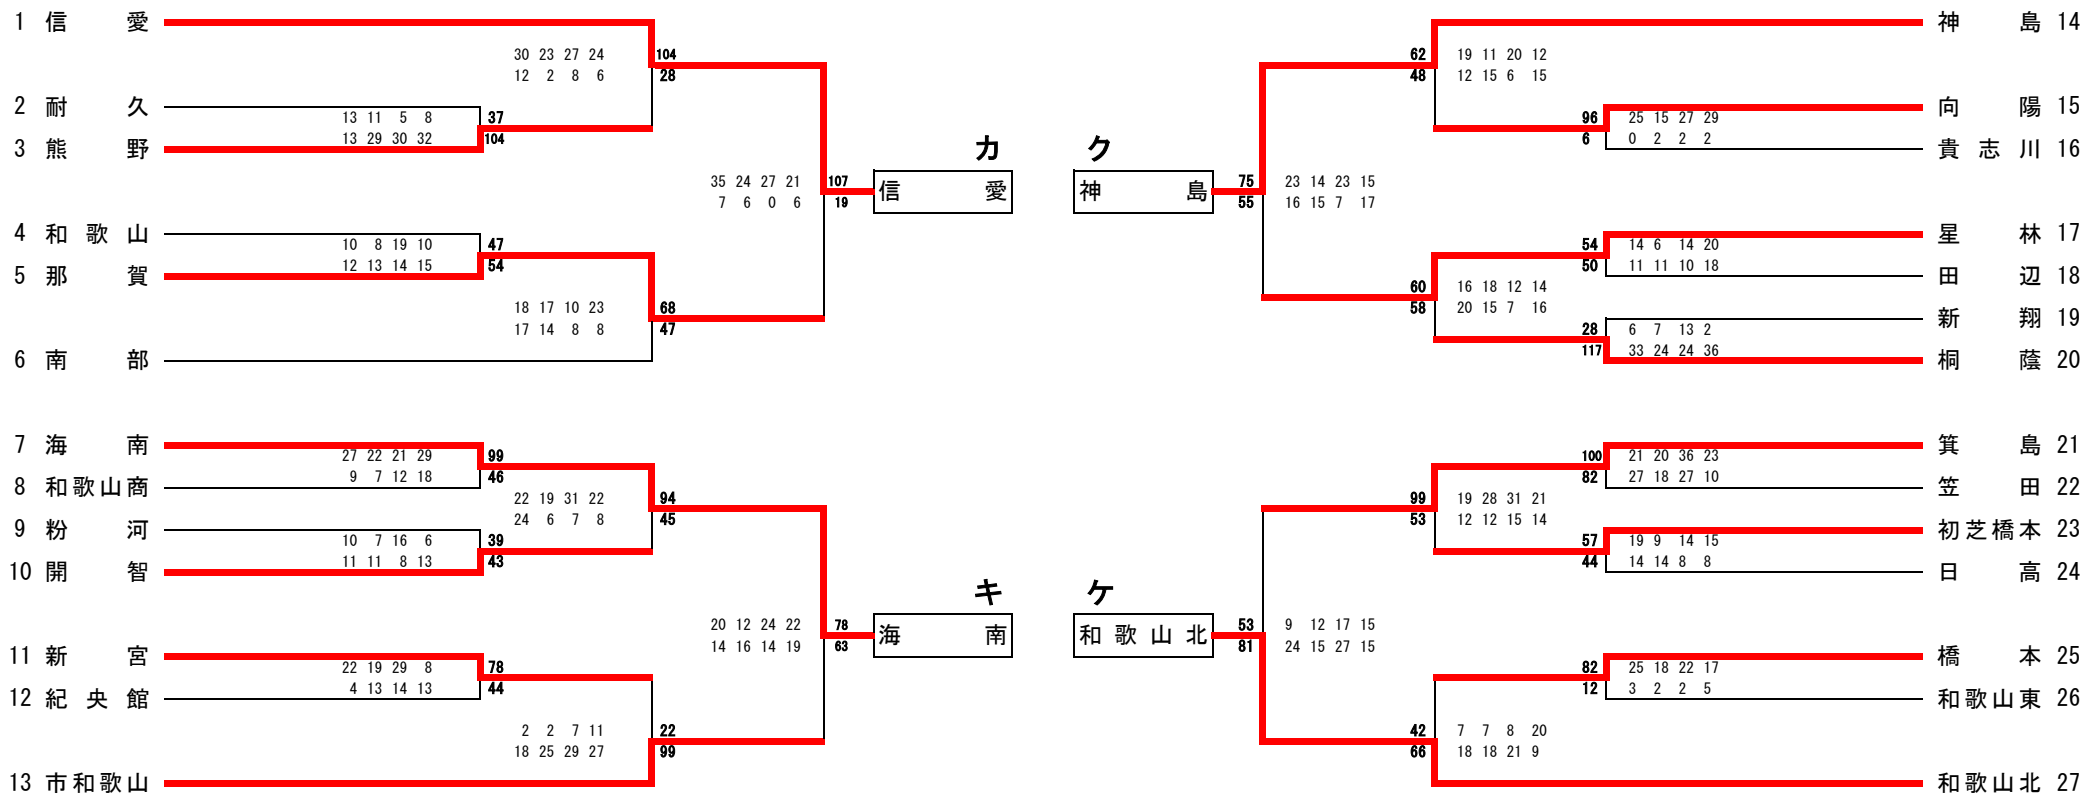 1 信愛
30 23 27 24 104
12 2 8 6 28
2 耐久
13 11 5 8 37
13 29 30 32 104
3 熊野
カ
35 24 27 21 107
7 6 0 6 19
信愛
4 和歌山
10 8 19 10 47
12 13 14 15 54
5 那賀
18 17 10 23 68
17 14 8 8 47
6 南部
7 海南
27 22 21 29 99
9 7 12 18 46
8 和歌山商
22 19 31 22 94
24 6 7 8 45
9 粉河
10 7 16 6 39
11 11 8 13 43
10 開智
キ
20 12 24 22 78
14 16 14 19 63
海南
11 新宮
22 19 29 8 78
4 13 14 13 44
12 紀央館
2 2 7 11 22
18 25 29 27 99
13 市和歌山
神島 14
62 19 11 20 12
48 12 15 6 15
向陽 15
96 25 15 27 29
6 0 2 2 2
貴志川 16
ク
神島
75 23 14 23 15
55 16 15 7 17
星林 17
54 14 6 14 20
50 11 11 10 18
田辺 18
60 16 18 12 14
58 20 15 7 16
新翔 19
28 6 7 13 2
117 33 24 24 36
桐蔭 20
箕島 21
100 21 20 36 23
82 27 18 27 10
笠田 22
99 19 28 31 21
53 12 12 15 14
初芝橋本 23
57 19 9 14 15
44 14 14 8 8
日高 24
ケ
和歌山北
53 9 12 17 15
81 24 15 27 15
橋本 25
82 25 18 22 17
12 3 2 2 5
和歌山東 26
42 7 7 8 20
66 18 18 21 9
和歌山北 27